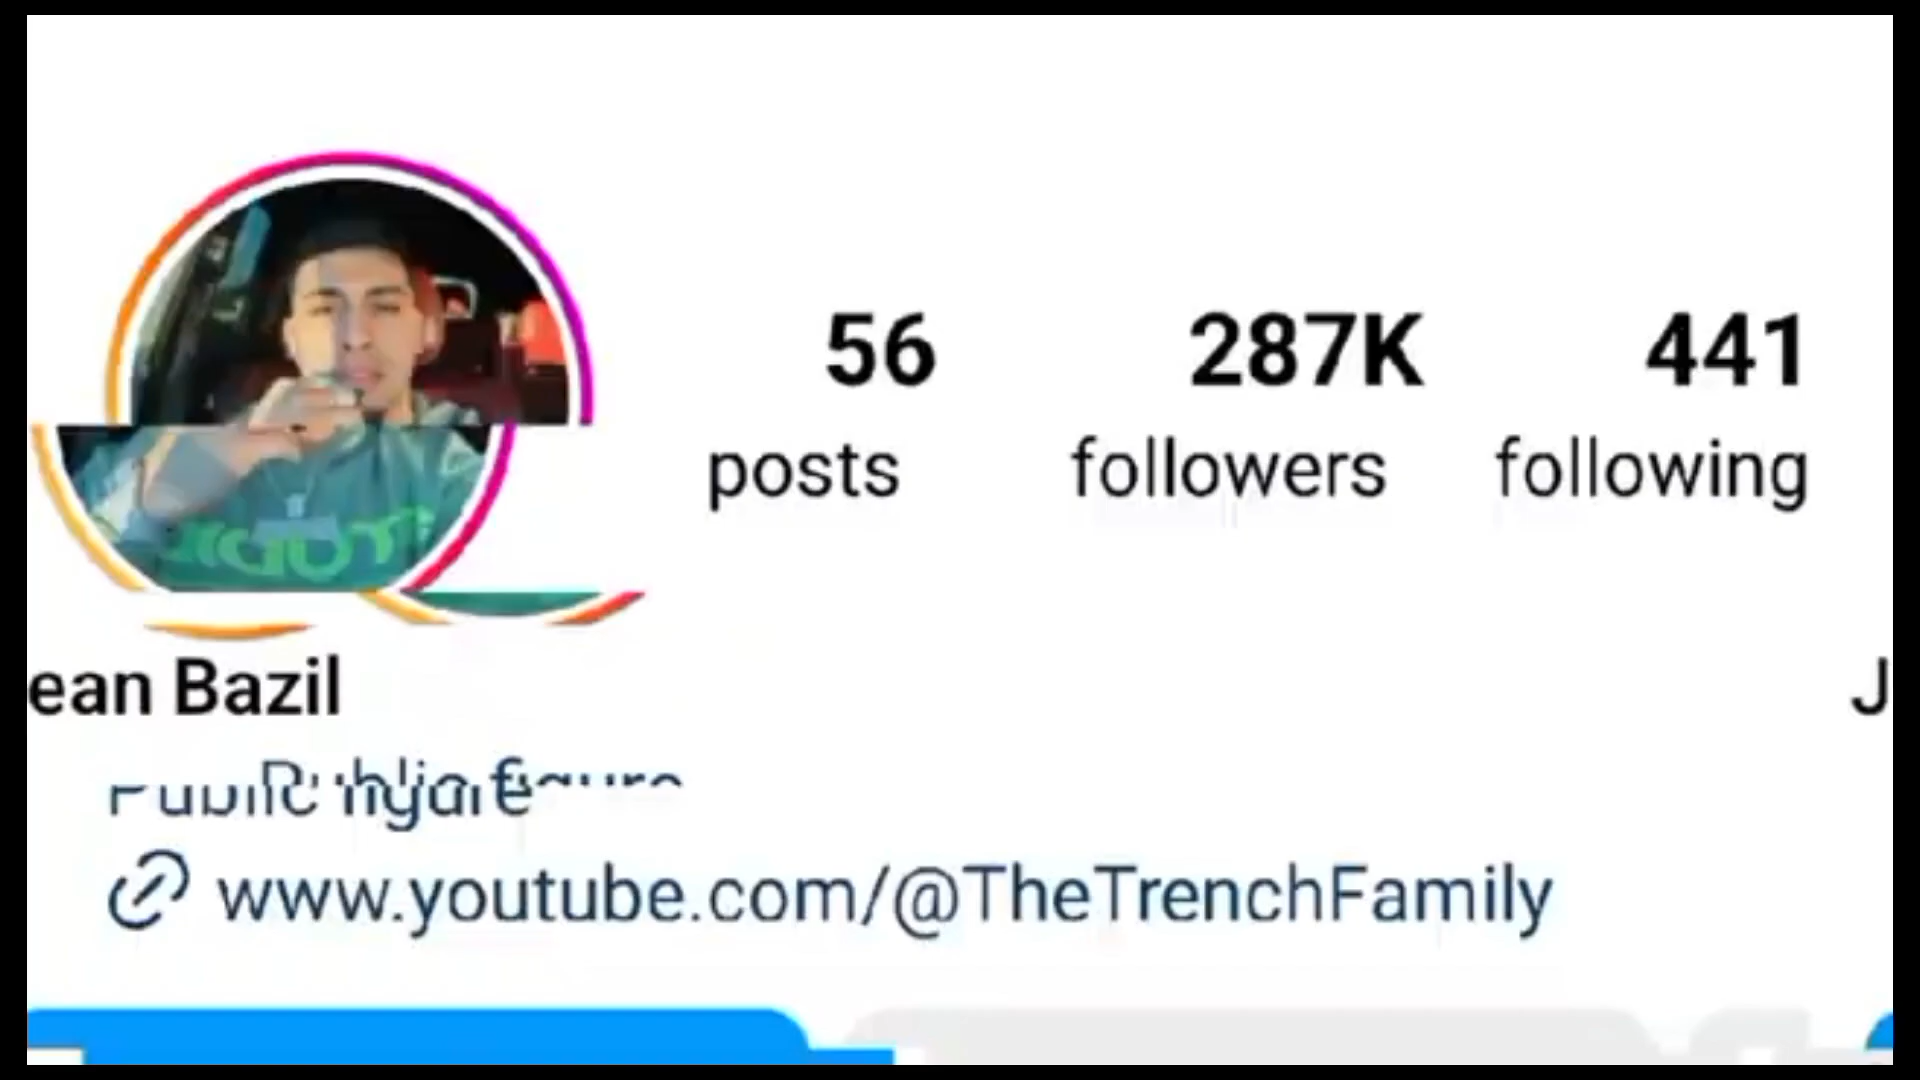 56 287K 441
posts followers following
ean Bazil J
www.youtube.com/@TheTrenchFamily